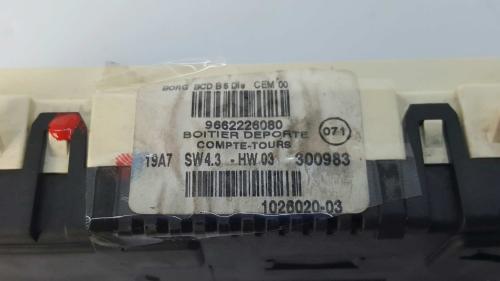 BORG BCD B5 Die CEM 00
9662226080
BOITIER DEPORTE
COMPTE-TOURS
071
19A7 SW4.3 - HW 03 300983
1026020-03